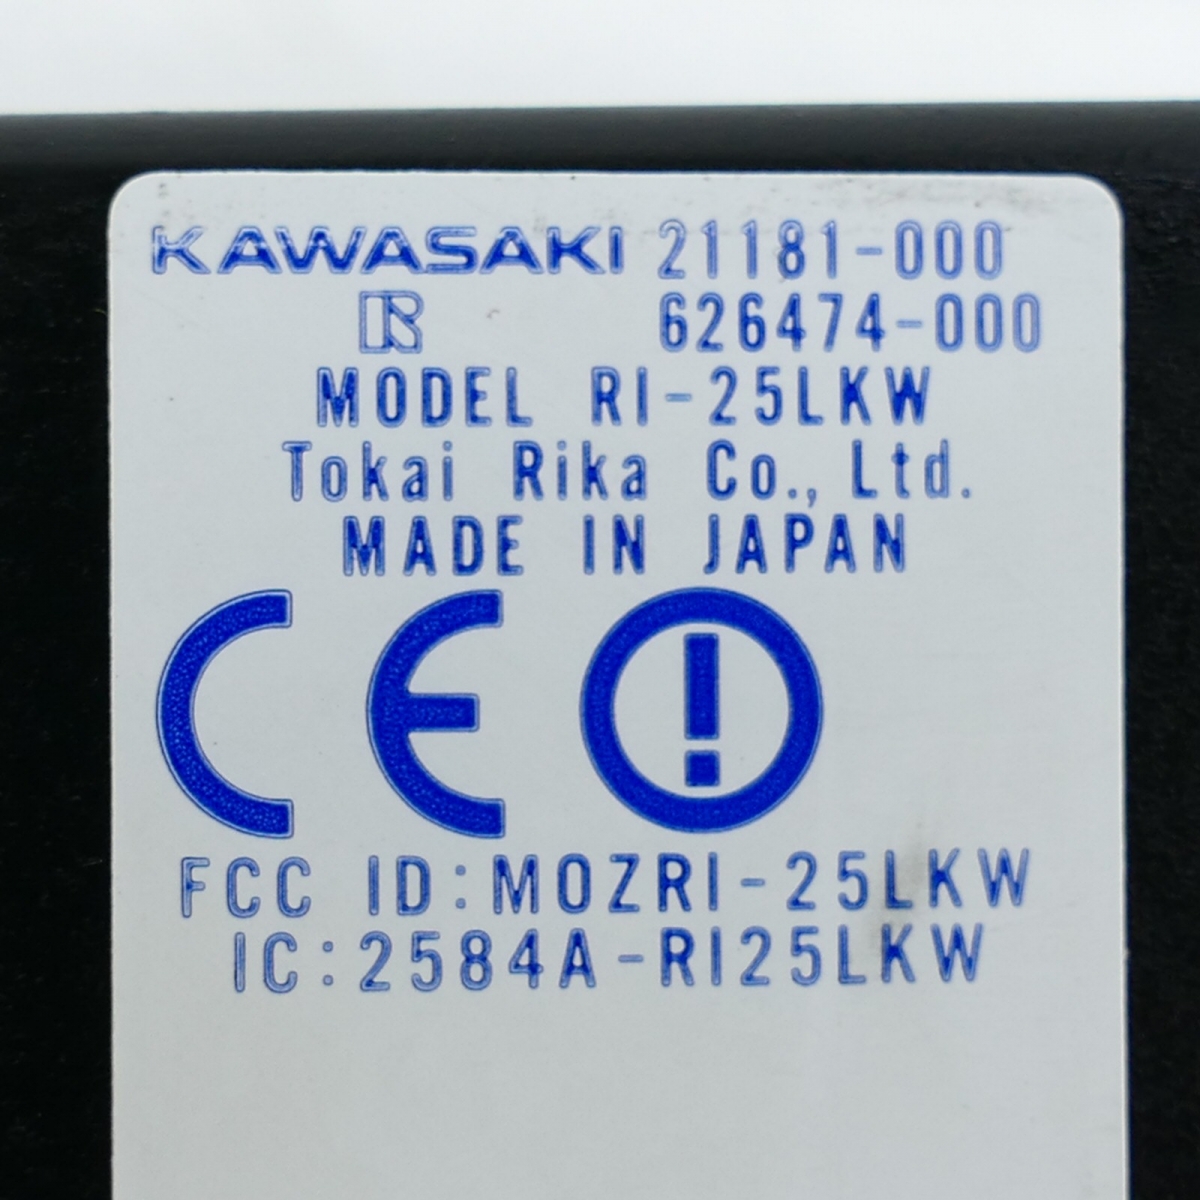 KAWASAKI 21181-000
R 626474-000
MODEL RI-25LKW
Tokai Rika Co., Ltd.
MADE IN JAPAN
CE
FCC ID:MOZRI-25LKW
IC:2584A-RI25LKW